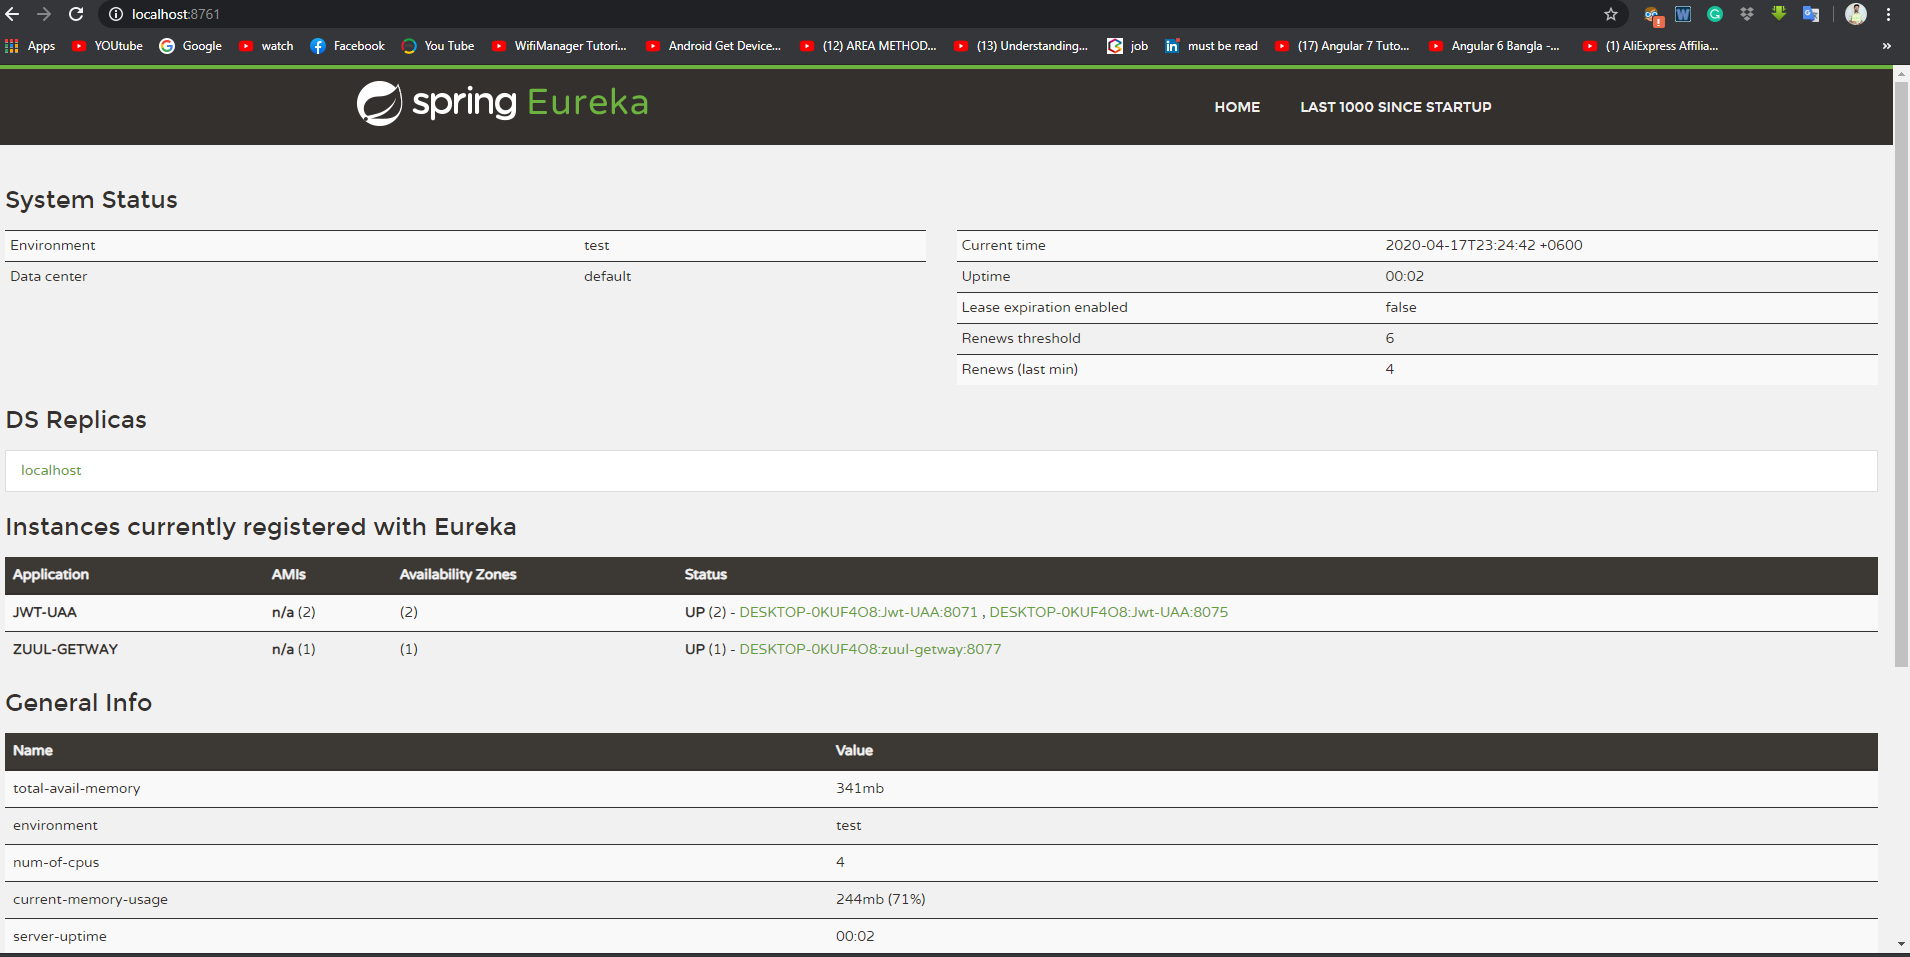 localhost:8761
Apps YOUtube Google watch Facebook You Tube WifiManager Tutori... Android Get Device... (12) AREA METHOD... (13) Understanding... job must be read (17) Angular 7 Tuto... Angular 6 Bangla -... (1) AliExpress Affilia... »
spring Eureka HOME LAST 1000 SINCE STARTUP
System Status
Environment test
Data center default
Current time 2020-04-17T23:24:42 +0600
Uptime 00:02
Lease expiration enabled false
Renews threshold 6
Renews (last min) 4
DS Replicas
localhost
Instances currently registered with Eureka
Application AMIs Availability Zones Status
JWT-UAA n/a (2) (2) UP (2) - DESKTOP-0KUF4O8:Jwt-UAA:8071 , DESKTOP-0KUF4O8:Jwt-UAA:8075
ZUUL-GETWAY n/a (1) (1) UP (1) - DESKTOP-0KUF4O8:zuul-getway:8077
General Info
Name Value
total-avail-memory 341mb
environment test
num-of-cpus 4
current-memory-usage 244mb (71%)
server-uptime 00:02